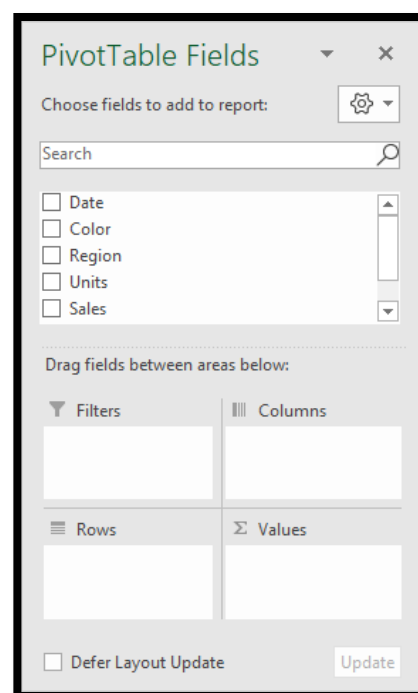 PivotTable Fields
Choose fields to add to report:
Search
Date
Color
Region
Units
Sales
Drag fields between areas below:
Filters
Columns
Rows
Σ Values
Defer Layout Update
Update